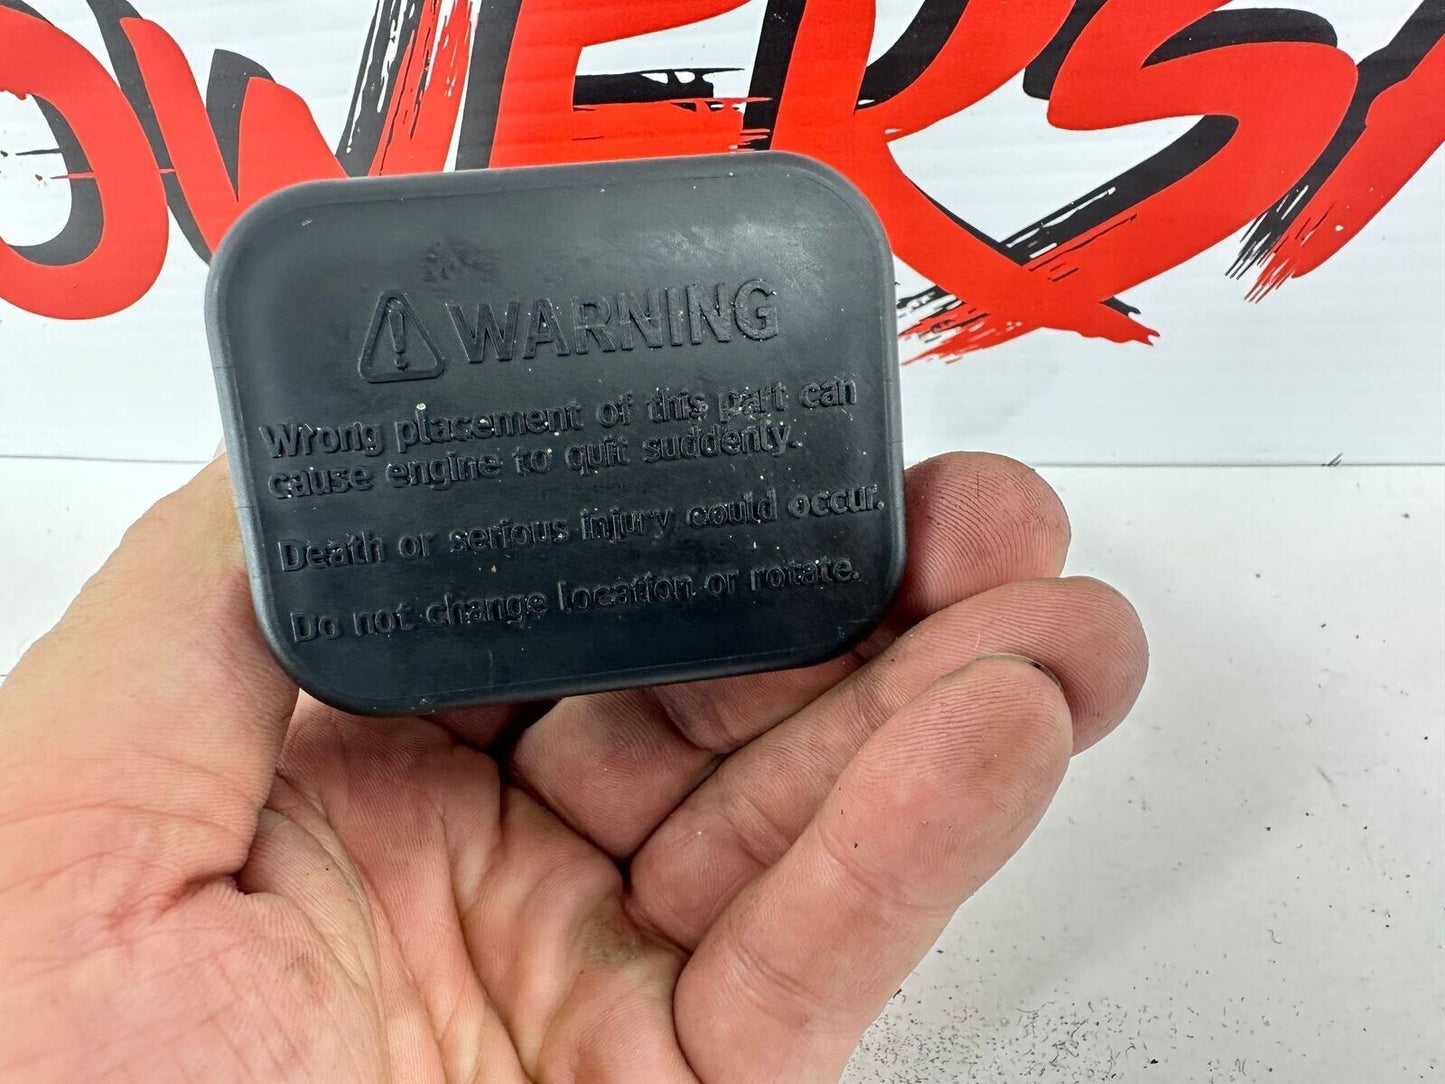 OWERSP
WARNING
Wrong placement of this part can
cause engine to quit suddenly.
Death or serious injury could occur.
Do not change location or rotate.